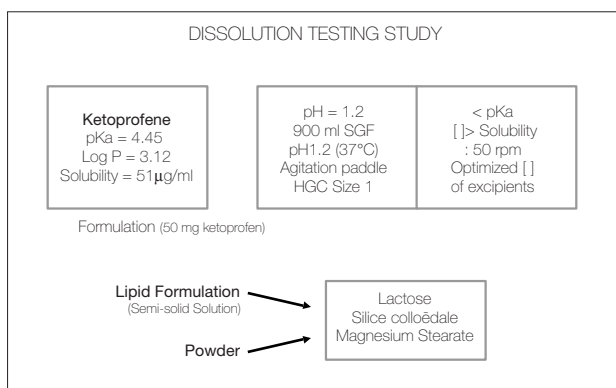 DISSOLUTION TESTING STUDY
Ketoprofene
pKa = 4.45
Log P = 3.12
Solubility = 51µg/ml
pH = 1.2
900 ml SGF
pH1.2 (37°C)
Agitation paddle
HGC Size 1
< pKa
[ ]> Solubility
: 50 rpm
Optimized [ ]
of excipients
Formulation (50 mg ketoprofen)
Lipid Formulation
(Semi-solid Solution)
Powder
Lactose
Silice colloëdale
Magnesium Stearate